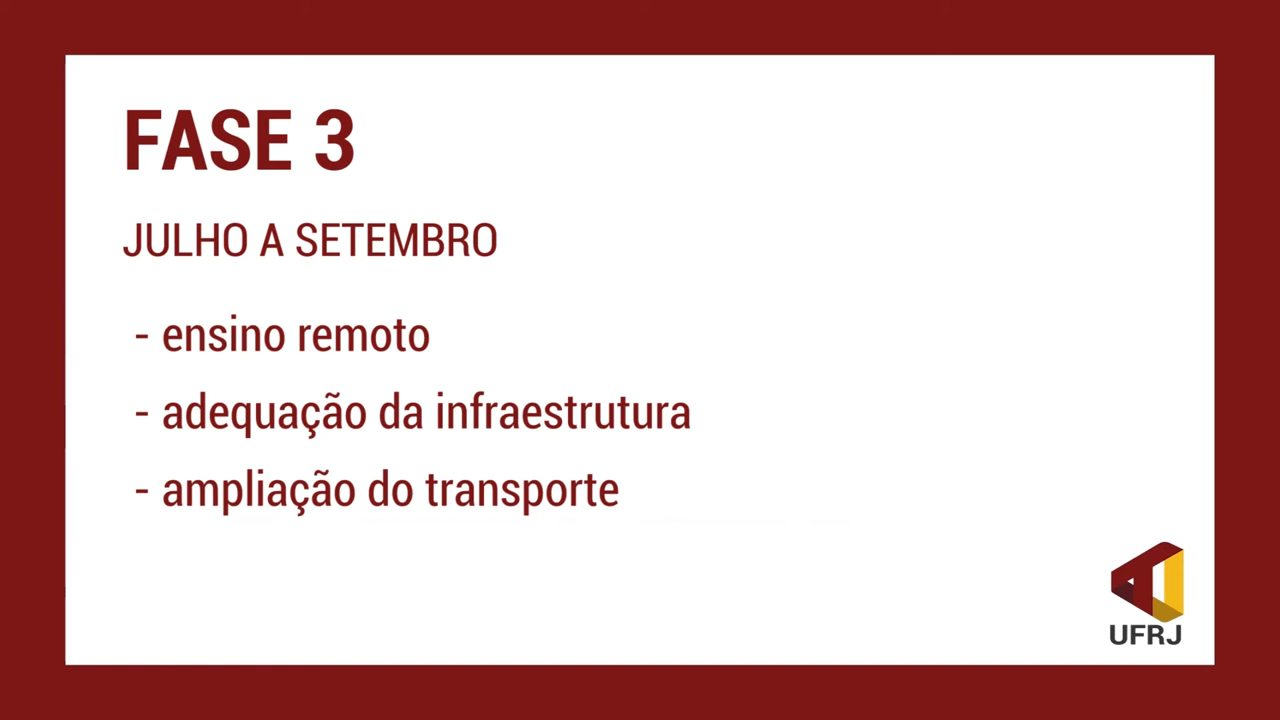 FASE 3
JULHO A SETEMBRO
- ensino remoto
- adequação da infraestrutura
- ampliação do transporte
UFRJ